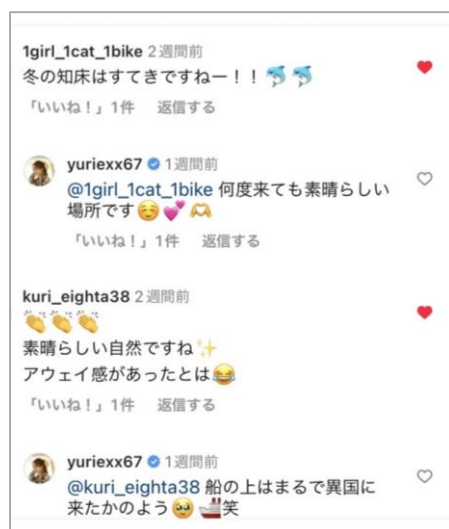 1girl_1cat_1bike 2週間前
冬の知床はすてきですねー！！🐬🐬
「いいね！」1件 返信する
yuriexx67 1週間前
@1girl_1cat_1bike 何度来ても素晴らしい
場所です☺️💕🫶
「いいね！」1件 返信する
kuri_eighta38 2週間前
👏👏👏
素晴らしい自然ですね✨
アウェイ感があったとは😂
「いいね！」1件 返信する
yuriexx67 1週間前
@kuri_eighta38 船の上はまるで異国に
来たかのよう🥹🚢笑